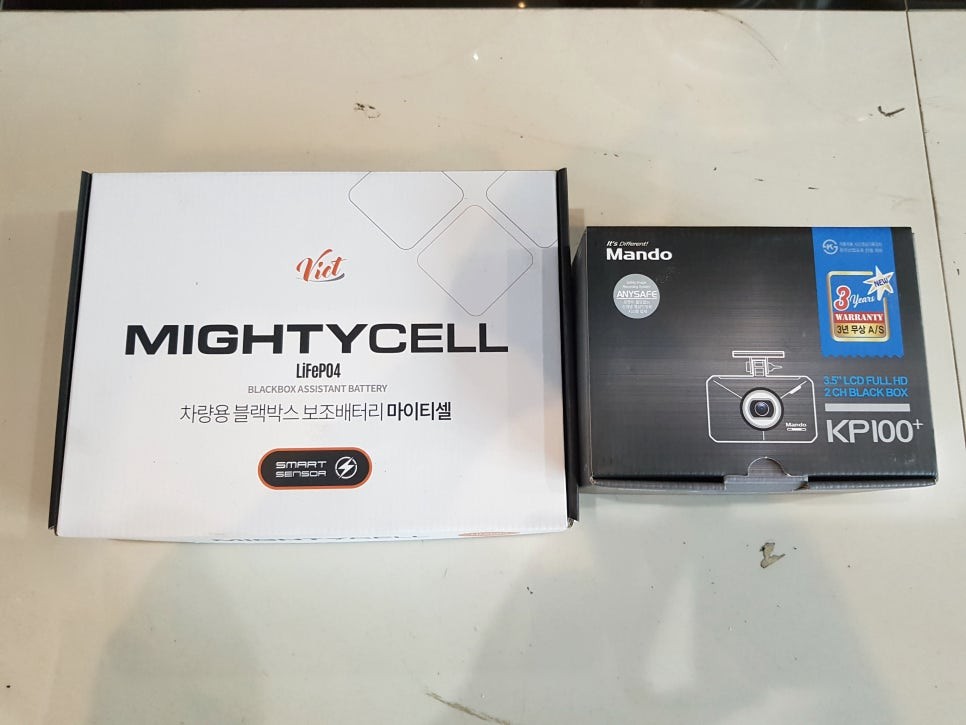 Vict
MIGHTYCELL
LiFePO4
BLACKBOX ASSISTANT BATTERY
차량용 블랙박스 보조배터리 마이티셀
SMART
SENSOR
MIGHTYCELL
It's Different!
Mando
ANYSAFE
NEW
3 Years
WARRANTY
3년 무상 A/S
3.5" LCD FULL HD
2 CH BLACK BOX
Mando
KP100+